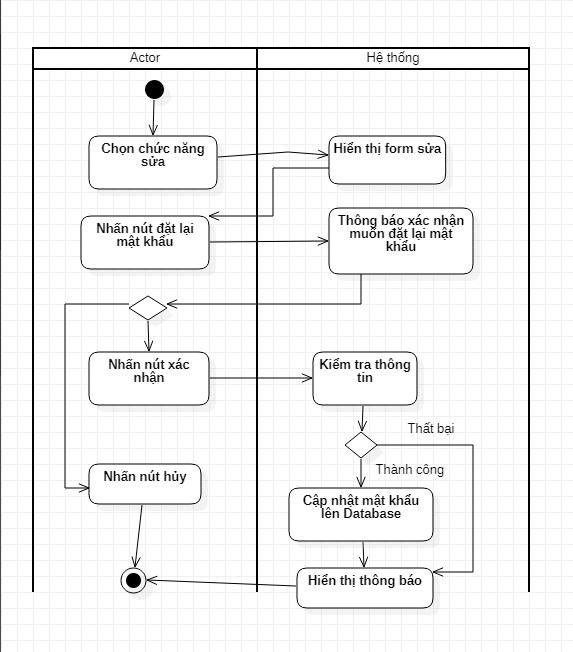 Actor
Hệ thống
Chọn chức năng
sửa
Hiển thị form sửa
Nhấn nút đặt lại
mật khẩu
Thông báo xác nhận
muốn đặt lại mật
khẩu
Nhấn nút xác
nhận
Kiểm tra thông
tin
Thất bại
Thành công
Nhấn nút hủy
Cập nhật mật khẩu
lên Database
Hiển thị thông báo